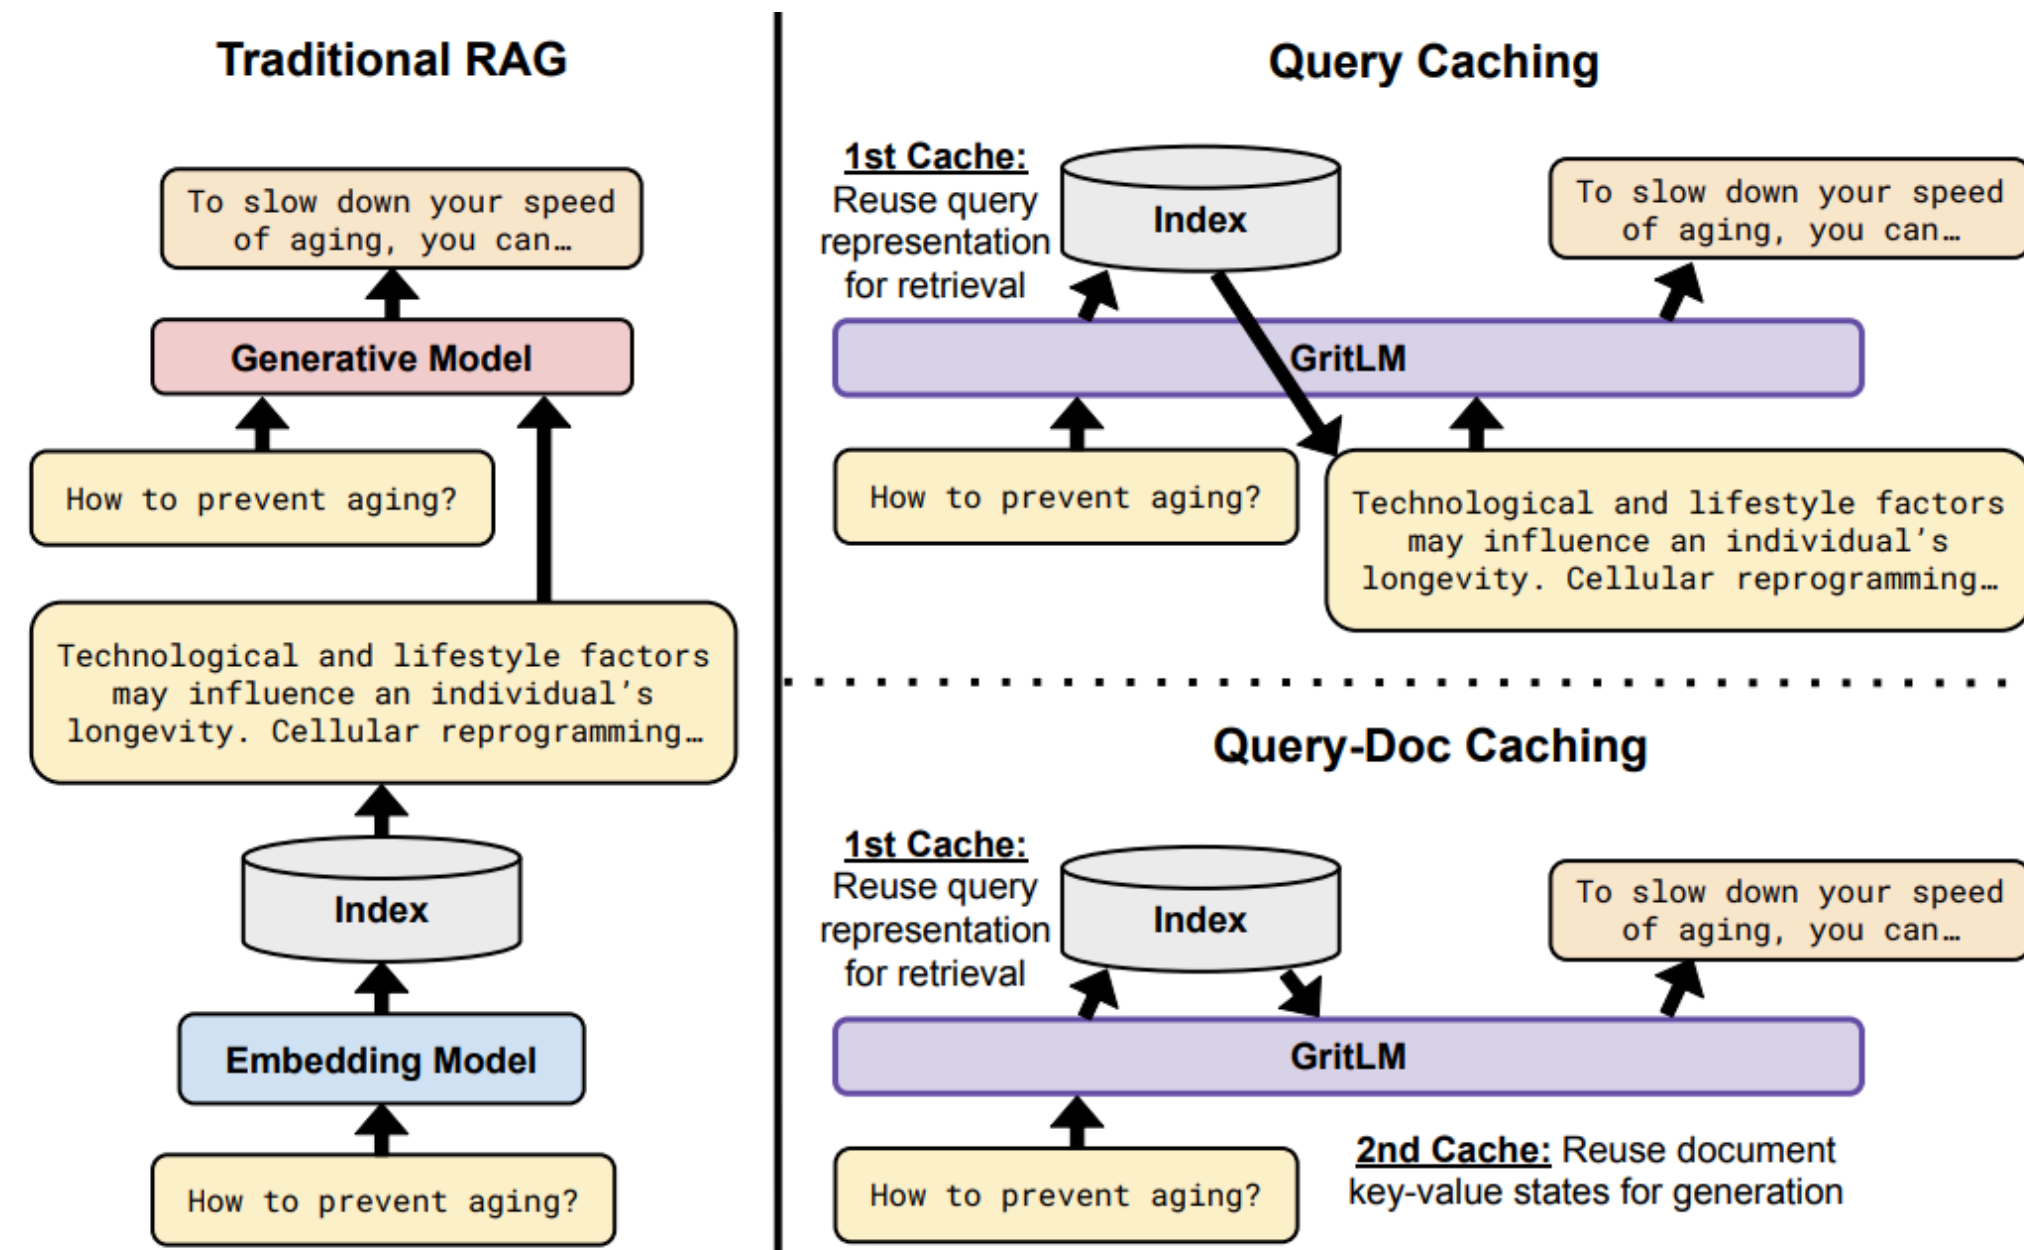 Traditional RAG
To slow down your speed
of aging, you can…
Generative Model
How to prevent aging?
Technological and lifestyle factors
may influence an individual’s
longevity. Cellular reprogramming…
Index
Embedding Model
How to prevent aging?
Query Caching
1st Cache:
Reuse query
representation
for retrieval
Index
To slow down your speed
of aging, you can…
GritLM
How to prevent aging?
Technological and lifestyle factors
may influence an individual’s
longevity. Cellular reprogramming…
Query-Doc Caching
1st Cache:
Reuse query
representation
for retrieval
Index
To slow down your speed
of aging, you can…
GritLM
How to prevent aging?
2nd Cache: Reuse document
key-value states for generation